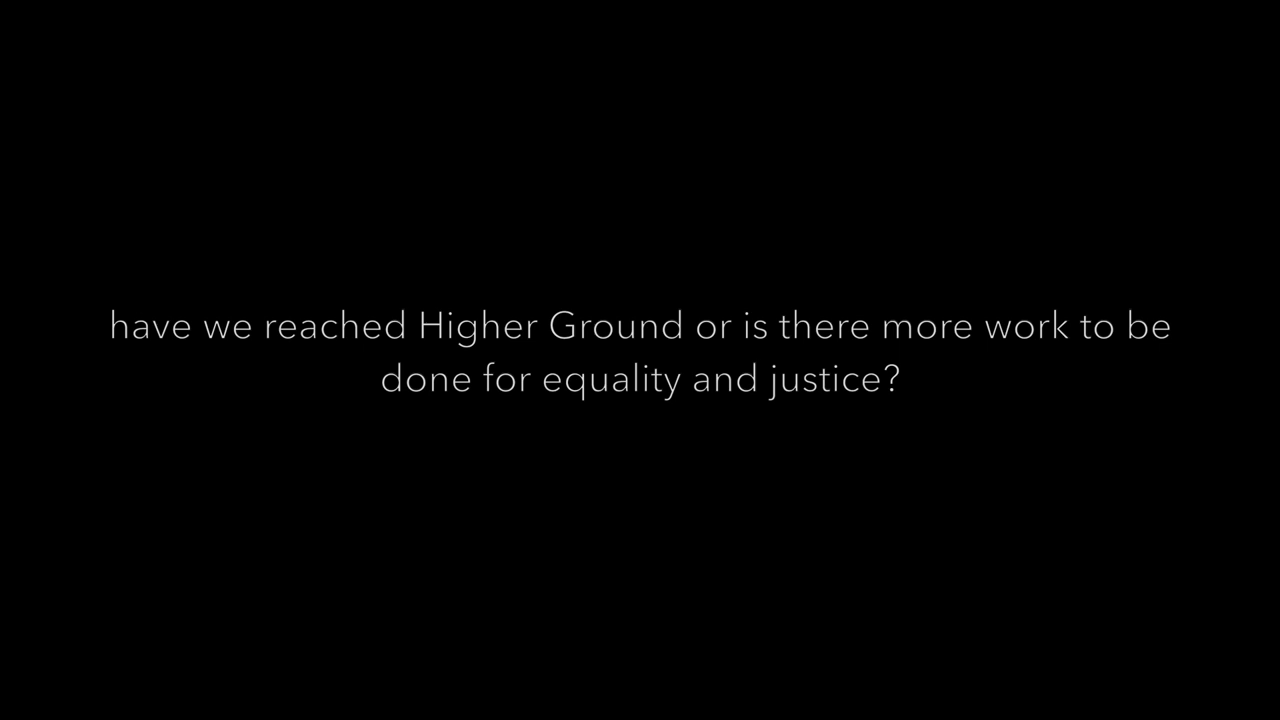 have we reached Higher Ground or is there more work to be
done for equality and justice?